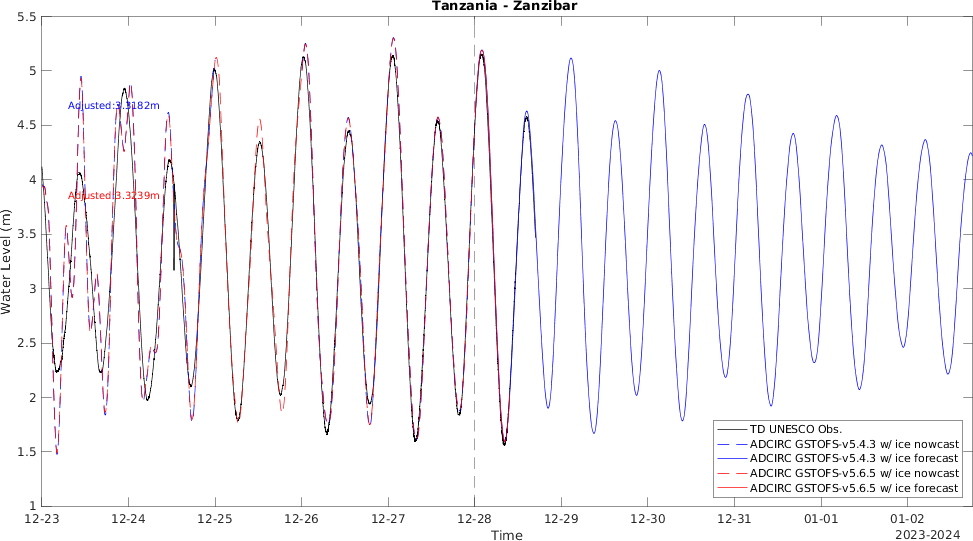 Tanzania - Zanzibar
5.5
5
4.5
4
3.5
3
2.5
2
1.5
1
Water Level (m)
Adjusted:3.3182m
Adjusted:3.3239m
TD UNESCO Obs.
ADCIRC GSTOFS-v5.4.3 w/ ice nowcast
ADCIRC GSTOFS-v5.4.3 w/ ice forecast
ADCIRC GSTOFS-v5.6.5 w/ ice nowcast
ADCIRC GSTOFS-v5.6.5 w/ ice forecast
12-23 12-24 12-25 12-26 12-27 12-28 12-29 12-30 12-31 01-01 01-02
Time
2023-2024